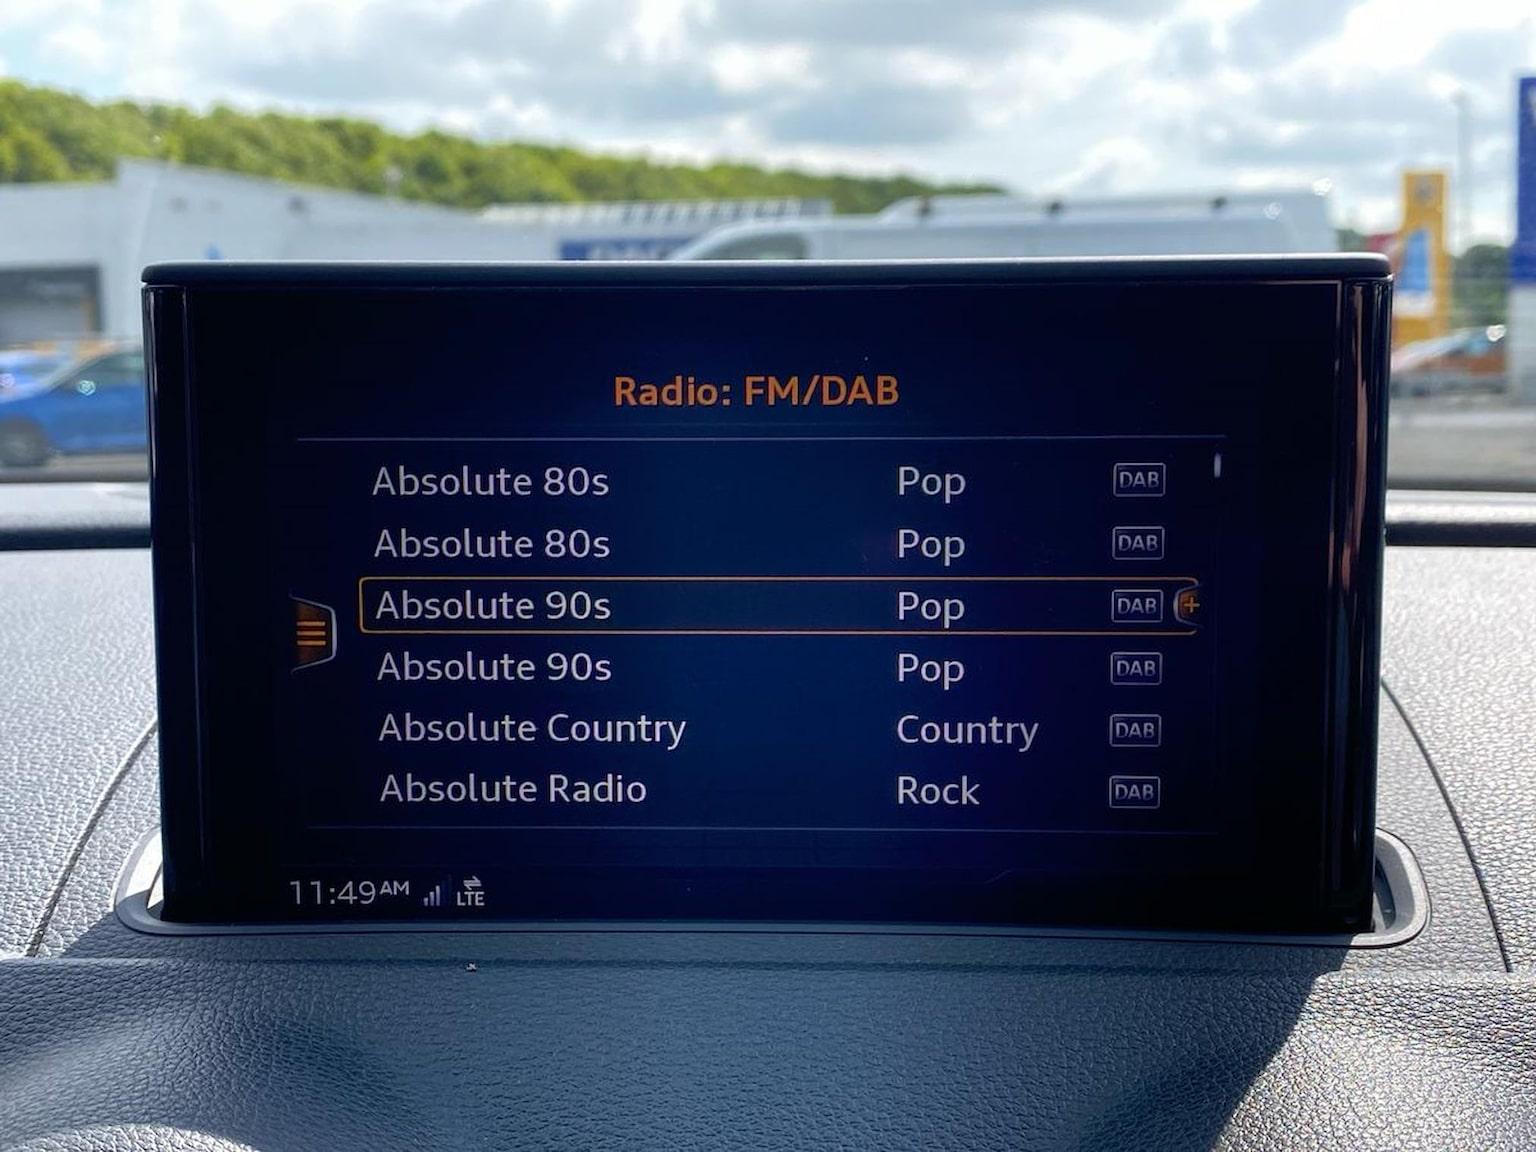 Radio: FM/DAB
Absolute 80s Pop DAB
Absolute 80s Pop DAB
Absolute 90s Pop DAB +
Absolute 90s Pop DAB
Absolute Country Country DAB
Absolute Radio Rock DAB
11:49AM LTE